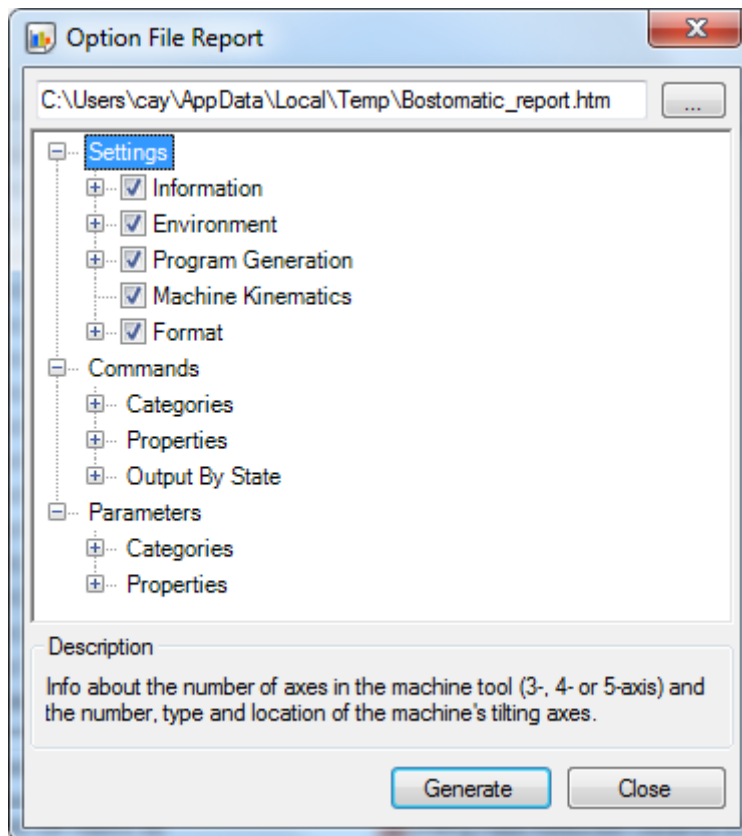 Option File Report
C:\Users\cay\AppData\Local\Temp\Bostomatic_report.htm
...
Settings
Information
Environment
Program Generation
Machine Kinematics
Format
Commands
Categories
Properties
Output By State
Parameters
Categories
Properties
Description
Info about the number of axes in the machine tool (3-, 4- or 5-axis) and
the number, type and location of the machine's tilting axes.
Generate Close